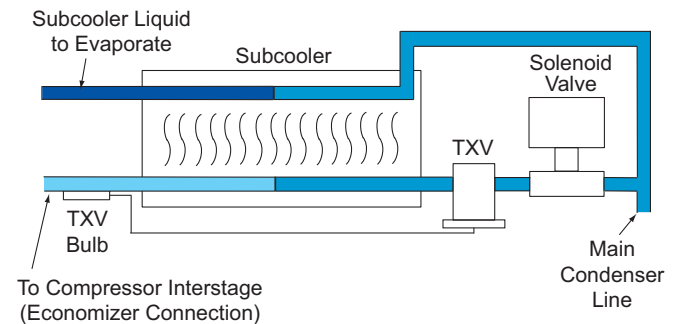 Subcooler Liquid
to Evaporate
Subcooler
Solenoid
Valve
TXV
TXV
Bulb
Main
Condenser
Line
To Compressor Interstage
(Economizer Connection)